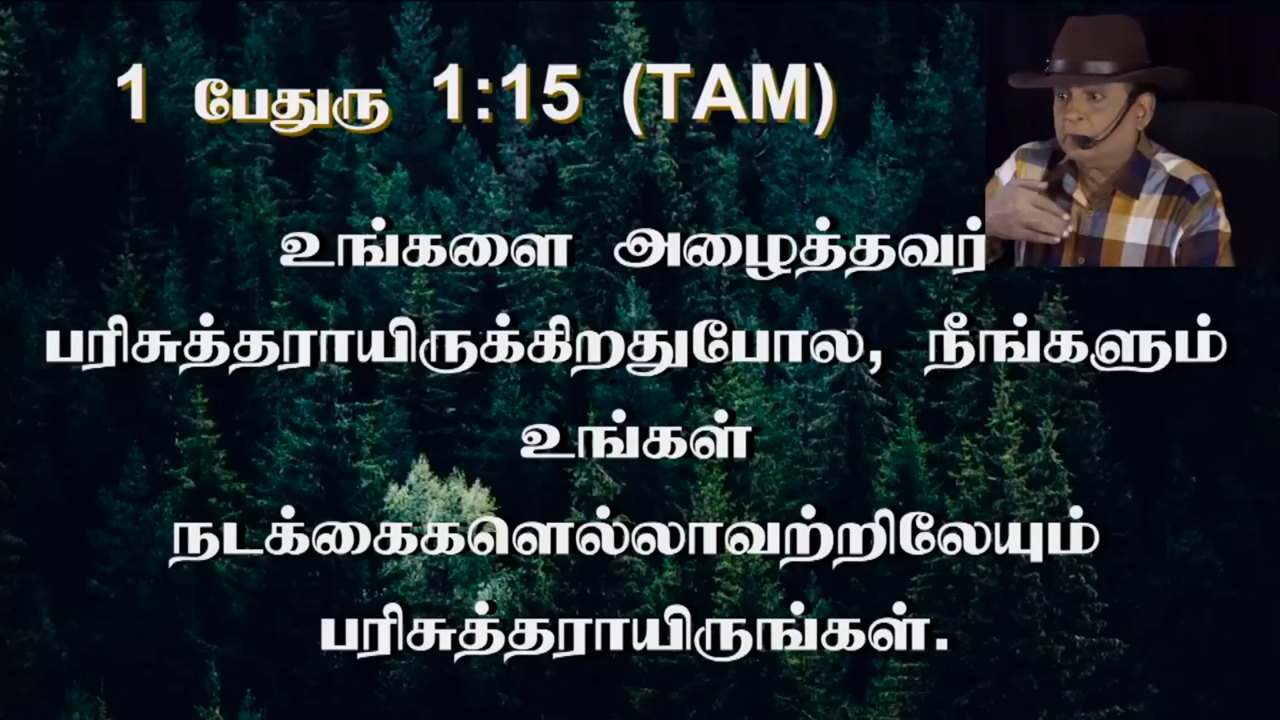 1 பேதுரு 1:15 (TAM)
உங்களை அழைத்தவர்
பரிசுத்தராயிருக்கிறதுபோல, நீங்களும்
உங்கள்
நடக்கைகளெல்லாவற்றிலேயும்
பரிசுத்தராயிருங்கள்.